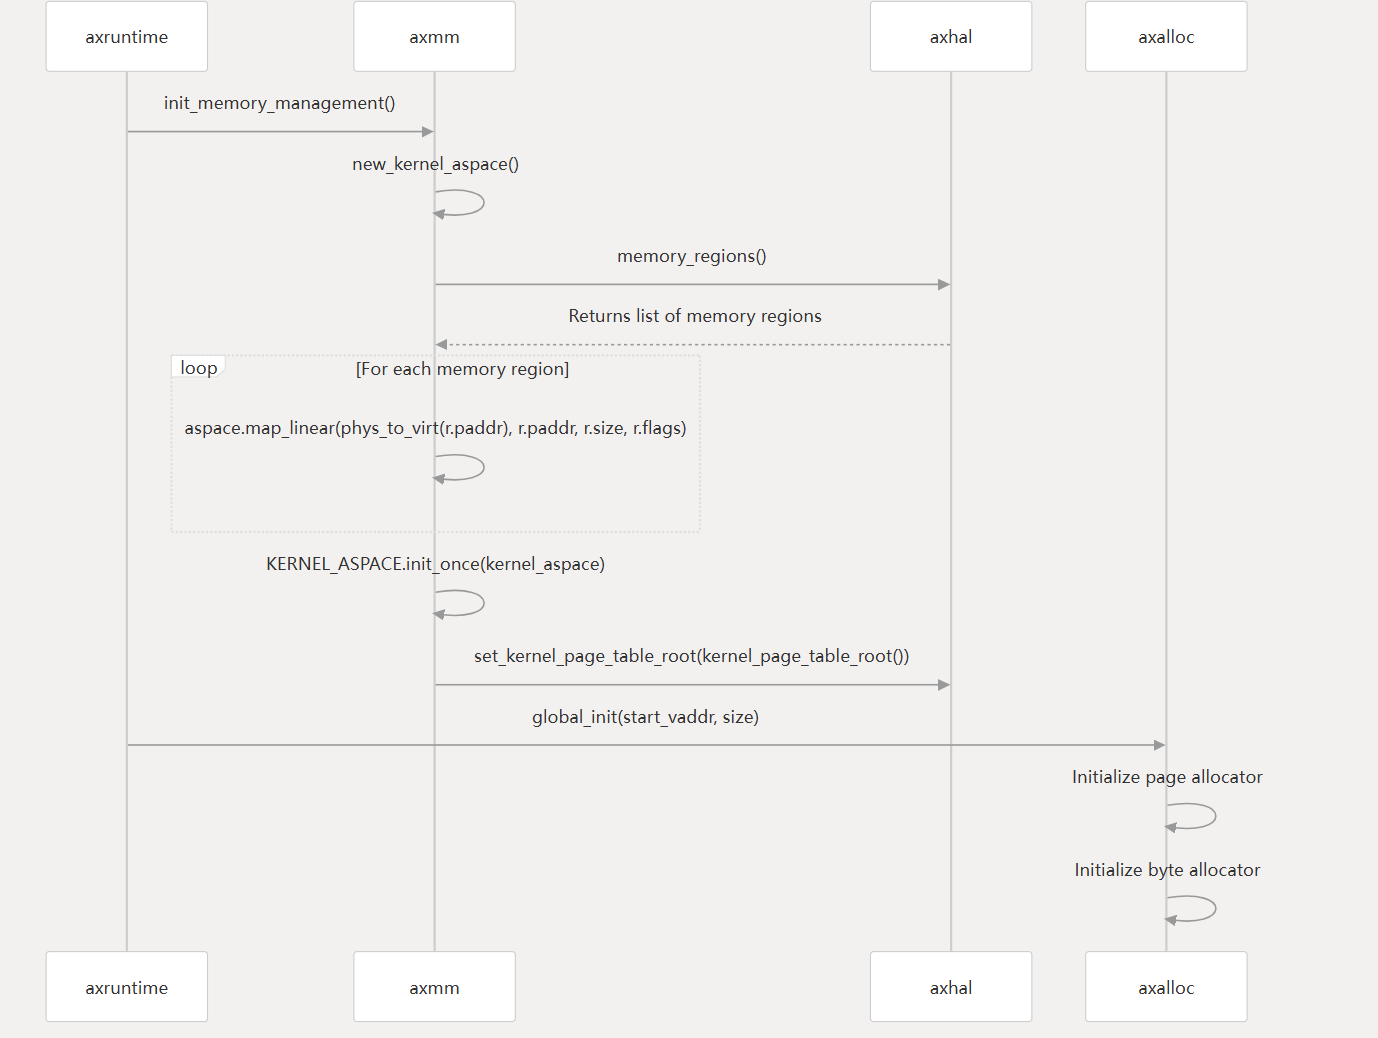 axruntime
axmm
axhal
axalloc
init_memory_management()
new_kernel_aspace()
memory_regions()
Returns list of memory regions
loop
[For each memory region]
aspace.map_linear(phys_to_virt(r.paddr), r.paddr, r.size, r.flags)
KERNEL_ASPACE.init_once(kernel_aspace)
set_kernel_page_table_root(kernel_page_table_root())
global_init(start_vaddr, size)
Initialize page allocator
Initialize byte allocator
axruntime
axmm
axhal
axalloc